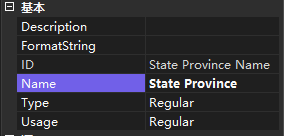 基本
Description
FormatString
ID State Province Name
Name State Province
Type Regular
Usage Regular